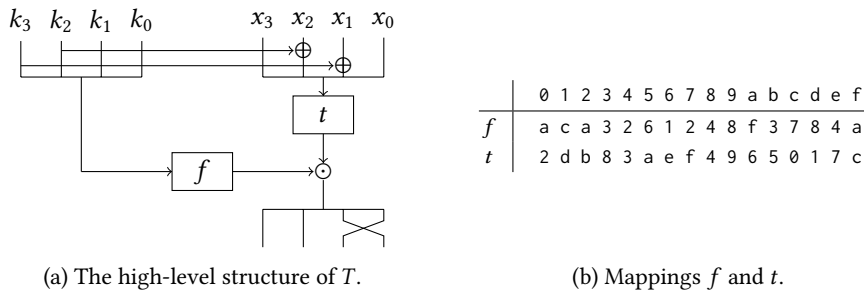 k3 k2 k1 k0 x3 x2 x1 x0
t
f
0 1 2 3 4 5 6 7 8 9 a b c d e f
f a c a 3 2 6 1 2 4 8 f 3 7 8 4 a
t 2 d b 8 3 a e f 4 9 6 5 0 1 7 c
(a) The high-level structure of T.
(b) Mappings f and t.